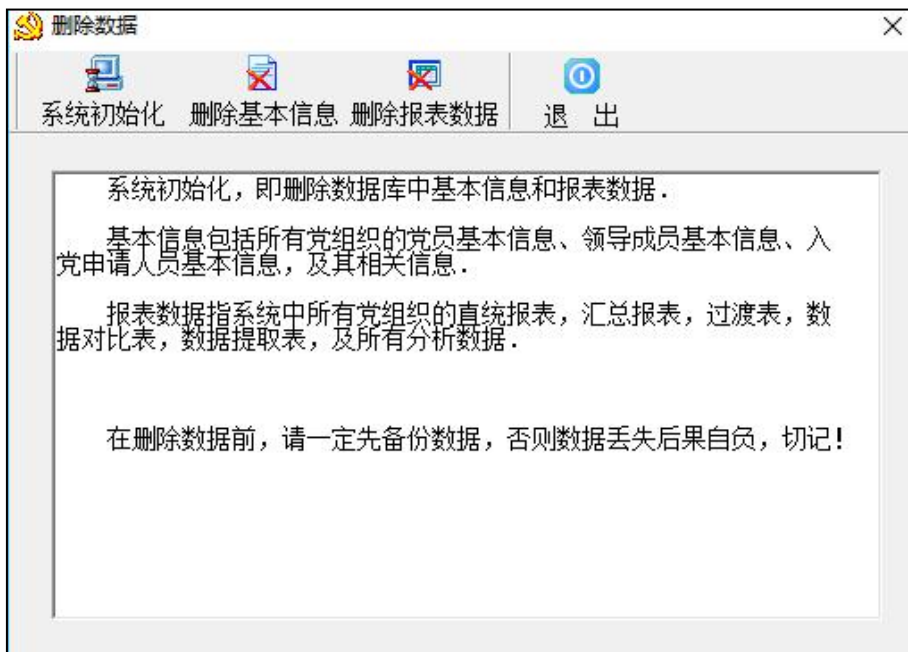 删除数据
系统初始化 删除基本信息 删除报表数据 退 出
系统初始化，即删除数据库中基本信息和报表数据．
基本信息包括所有党组织的党员基本信息、领导成员基本信息、入
党申请人员基本信息，及其相关信息．
报表数据指系统中所有党组织的直统报表，汇总报表，过渡表，数
据对比表，数据提取表，及所有分析数据．
在删除数据前，请一定先备份数据，否则数据丢失后果自负，切记！